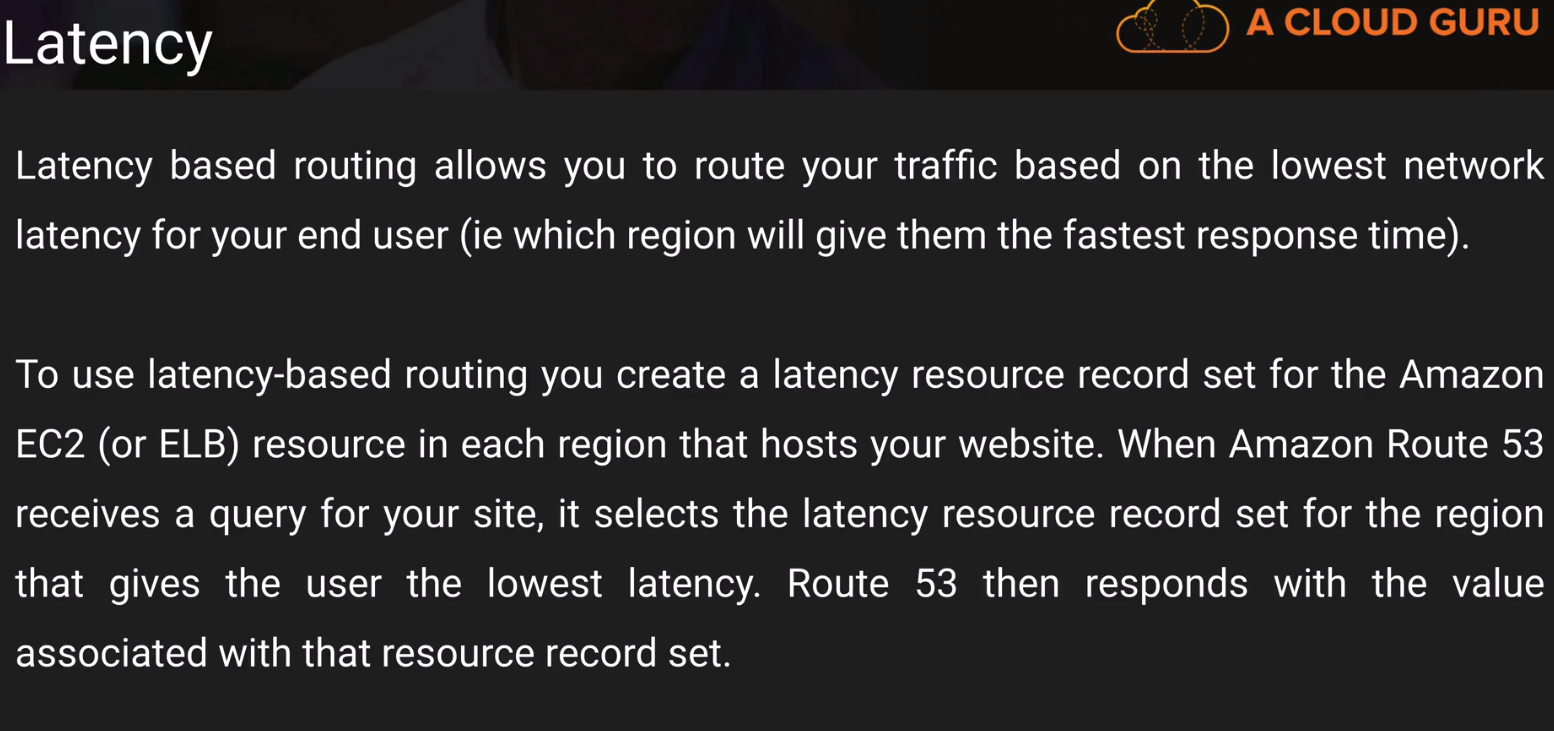 Latency
A CLOUD GURU
Latency based routing allows you to route your traffic based on the lowest network
latency for your end user (ie which region will give them the fastest response time).
To use latency-based routing you create a latency resource record set for the Amazon
EC2 (or ELB) resource in each region that hosts your website. When Amazon Route 53
receives a query for your site, it selects the latency resource record set for the region
that gives the user the lowest latency. Route 53 then responds with the value
associated with that resource record set.